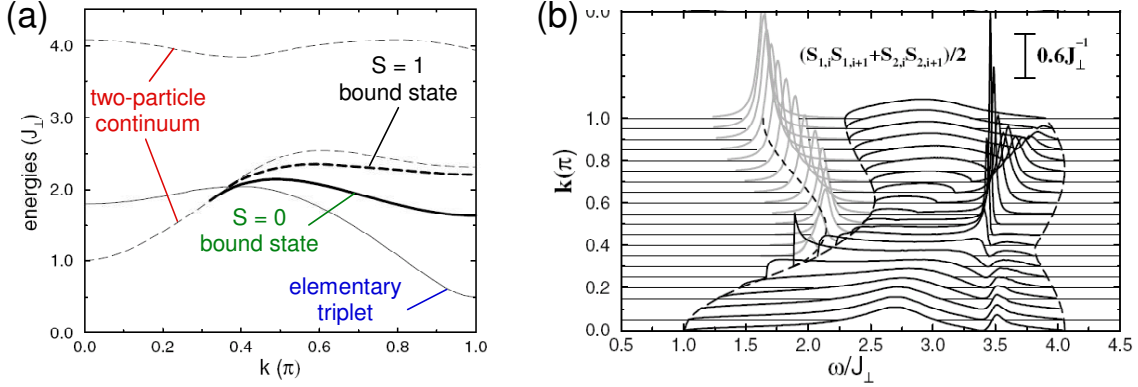 (a)
4.0
3.0
2.0
1.0
0.0
energies (J⊥)
two-particle
continuum
S = 1
bound state
S = 0
bound state
elementary
triplet
0.0 0.2 0.4 0.6 0.8 1.0
k (π)
(b)
0.0
1.0
0.8
0.6
0.4
0.2
0.0
k(π)
(S1,iS1,i+1+S2,iS2,i+1)/2
0.6J⊥⁻¹
0.5 1.0 1.5 2.0 2.5 3.0 3.5 4.0 4.5
ω/J⊥